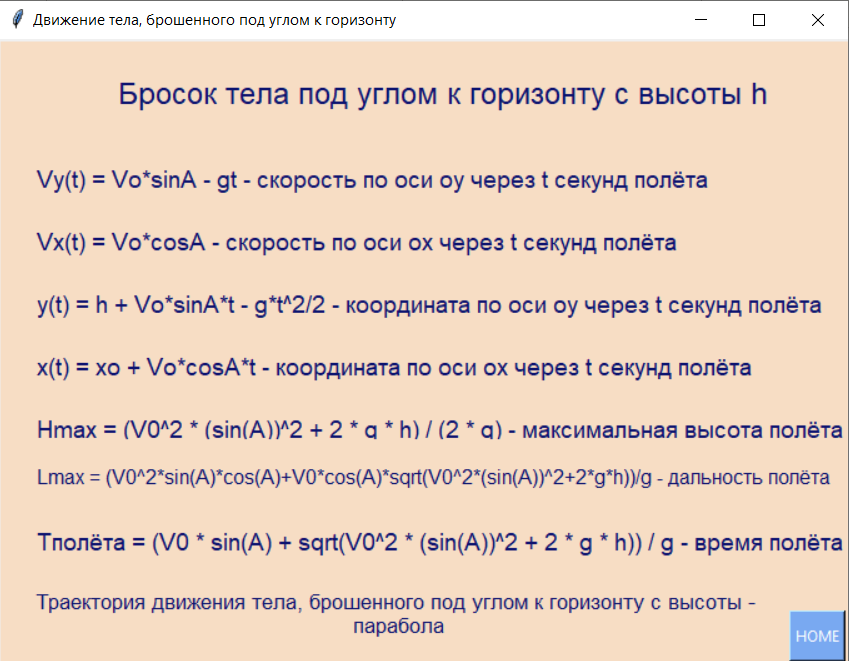 Движение тела, брошенного под углом к горизонту
Бросок тела под углом к горизонту с высоты h
Vy(t) = Vo*sinA - gt - скорость по оси оу через t секунд полёта
Vx(t) = Vo*cosA - скорость по оси ох через t секунд полёта
y(t) = h + Vo*sinA*t - g*t^2/2 - координата по оси оу через t секунд полёта
x(t) = xo + Vo*cosA*t - координата по оси ох через t секунд полёта
Hmax = (V0^2 * (sin(A))^2 + 2 * g * h) / (2 * g) - максимальная высота полёта
Lmax = (V0^2*sin(A)*cos(A)+V0*cos(A)*sqrt(V0^2*(sin(A))^2+2*g*h))/g - дальность полёта
Tполёта = (V0 * sin(A) + sqrt(V0^2 * (sin(A))^2 + 2 * g * h)) / g - время полёта
Траектория движения тела, брошенного под углом к горизонту с высоты -
парабола
HOME